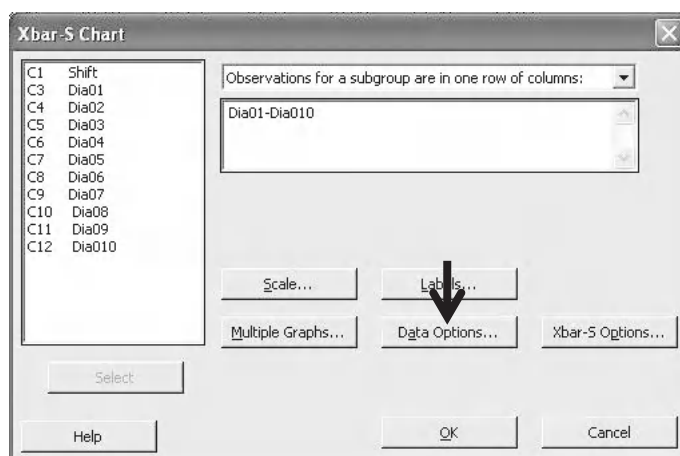 Xbar-S Chart
C1 Shift
C3 Dia01
C4 Dia02
C5 Dia03
C6 Dia04
C7 Dia05
C8 Dia06
C9 Dia07
C10 Dia08
C11 Dia09
C12 Dia010
Observations for a subgroup are in one row of columns:
Dia01-Dia010
Scale... Labels...
Multiple Graphs... Data Options... Xbar-S Options...
Select
Help OK Cancel